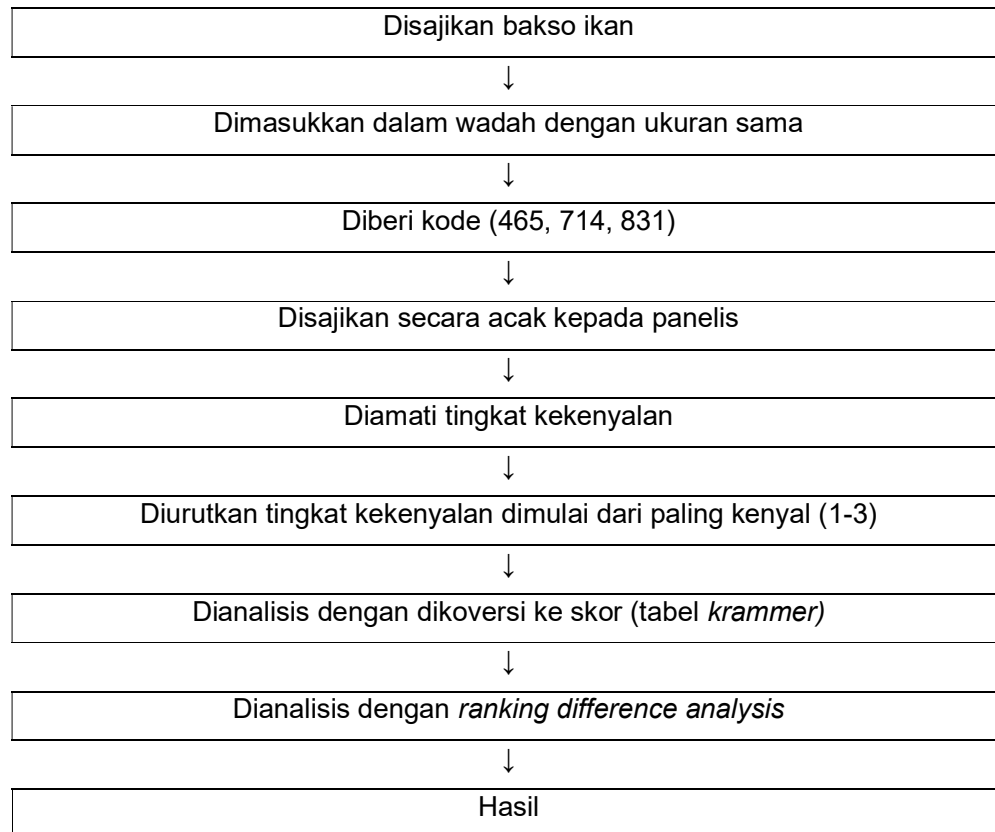 Disajikan bakso ikan
↓
Dimasukkan dalam wadah dengan ukuran sama
↓
Diberi kode (465, 714, 831)
↓
Disajikan secara acak kepada panelis
↓
Diamati tingkat kekenyalan
↓
Diurutkan tingkat kekenyalan dimulai dari paling kenyal (1-3)
↓
Dianalisis dengan dikoversi ke skor (tabel krammer)
↓
Dianalisis dengan ranking difference analysis
↓
Hasil